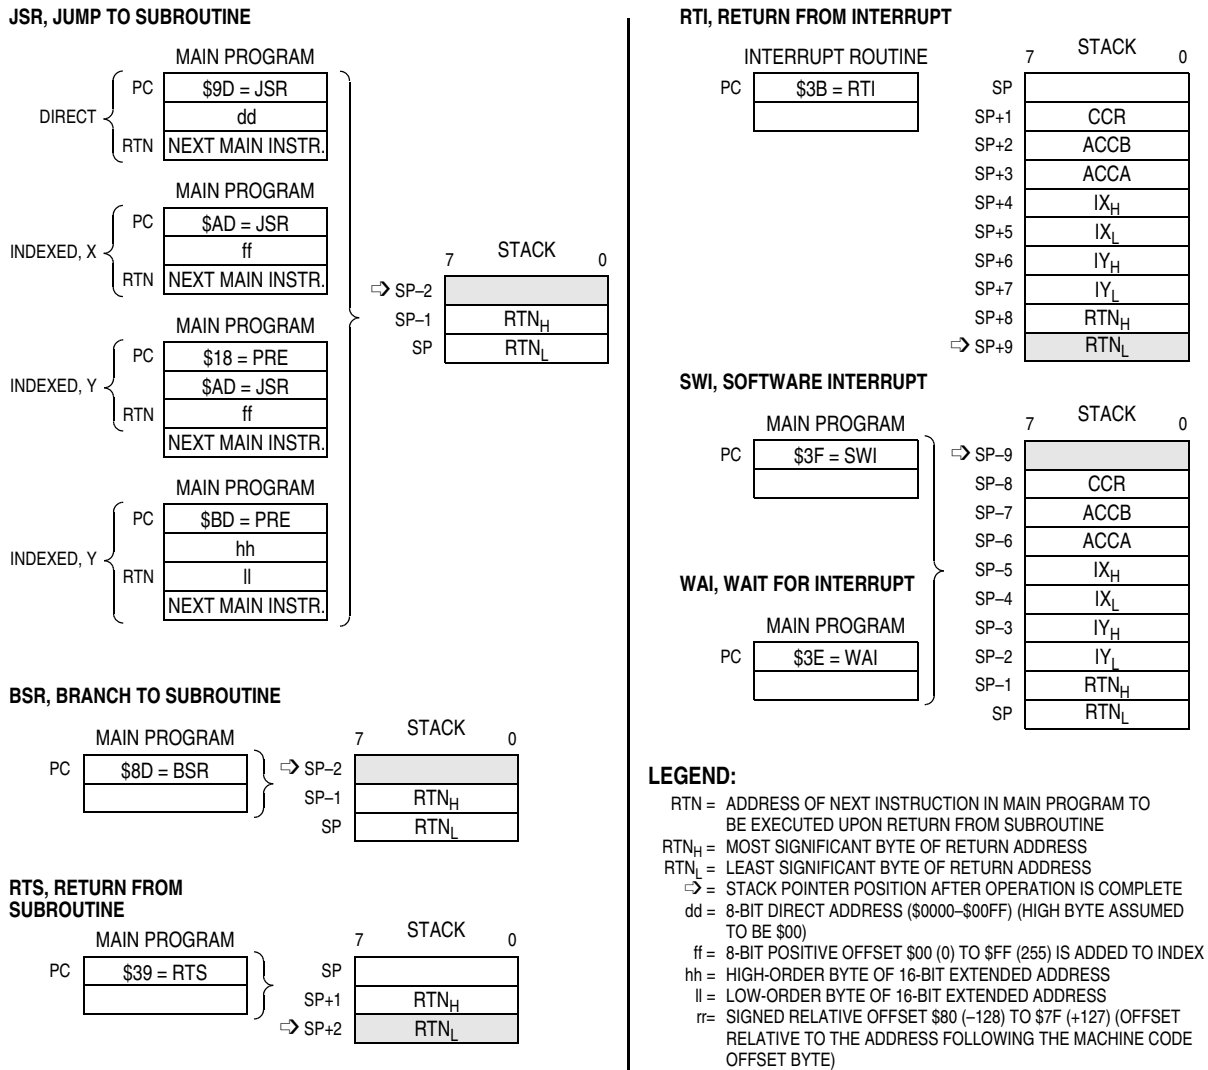 JSR, JUMP TO SUBROUTINE
MAIN PROGRAM
DIRECT
PC $9D = JSR
dd
RTN NEXT MAIN INSTR.
MAIN PROGRAM
INDEXED, X
PC $AD = JSR
ff
RTN NEXT MAIN INSTR.
MAIN PROGRAM
INDEXED, Y
PC $18 = PRE
$AD = JSR
RTN ff
NEXT MAIN INSTR.
MAIN PROGRAM
INDEXED, Y
PC $BD = PRE
hh
RTN ll
NEXT MAIN INSTR.
7 STACK 0
➩ SP–2
SP–1 RTNH
SP RTNL
BSR, BRANCH TO SUBROUTINE
MAIN PROGRAM
PC $8D = BSR
7 STACK 0
➩ SP–2
SP–1 RTNH
SP RTNL
RTS, RETURN FROM
SUBROUTINE
MAIN PROGRAM
PC $39 = RTS
7 STACK 0
SP
SP+1 RTNH
➩ SP+2 RTNL
RTI, RETURN FROM INTERRUPT
INTERRUPT ROUTINE
PC $3B = RTI
7 STACK 0
SP
SP+1 CCR
SP+2 ACCB
SP+3 ACCA
SP+4 IXH
SP+5 IXL
SP+6 IYH
SP+7 IYL
SP+8 RTNH
➩ SP+9 RTNL
SWI, SOFTWARE INTERRUPT
MAIN PROGRAM
PC $3F = SWI
WAI, WAIT FOR INTERRUPT
MAIN PROGRAM
PC $3E = WAI
7 STACK 0
➩ SP–9
SP–8 CCR
SP–7 ACCB
SP–6 ACCA
SP–5 IXH
SP–4 IXL
SP–3 IYH
SP–2 IYL
SP–1 RTNH
SP RTNL
LEGEND:
RTN = ADDRESS OF NEXT INSTRUCTION IN MAIN PROGRAM TO
BE EXECUTED UPON RETURN FROM SUBROUTINE
RTNH = MOST SIGNIFICANT BYTE OF RETURN ADDRESS
RTNL = LEAST SIGNIFICANT BYTE OF RETURN ADDRESS
➩ = STACK POINTER POSITION AFTER OPERATION IS COMPLETE
dd = 8-BIT DIRECT ADDRESS ($0000–$00FF) (HIGH BYTE ASSUMED
TO BE $00)
ff = 8-BIT POSITIVE OFFSET $00 (0) TO $FF (255) IS ADDED TO INDEX
hh = HIGH-ORDER BYTE OF 16-BIT EXTENDED ADDRESS
ll = LOW-ORDER BYTE OF 16-BIT EXTENDED ADDRESS
rr= SIGNED RELATIVE OFFSET $80 (–128) TO $7F (+127) (OFFSET
RELATIVE TO THE ADDRESS FOLLOWING THE MACHINE CODE
OFFSET BYTE)